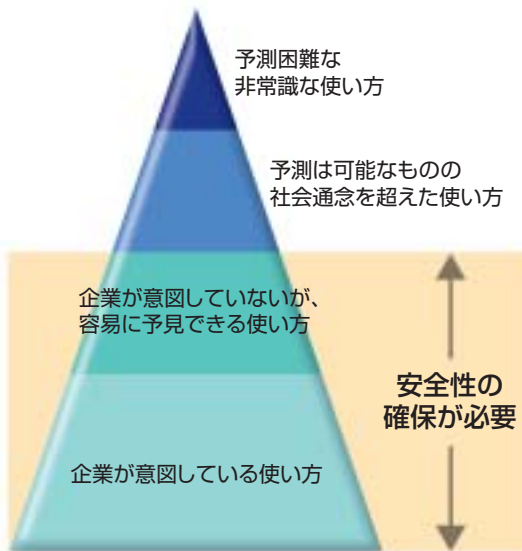 予測困難な
非常識な使い方
予測は可能なものの
社会通念を超えた使い方
企業が意図していないが、
容易に予見できる使い方
安全性の
確保が必要
企業が意図している使い方